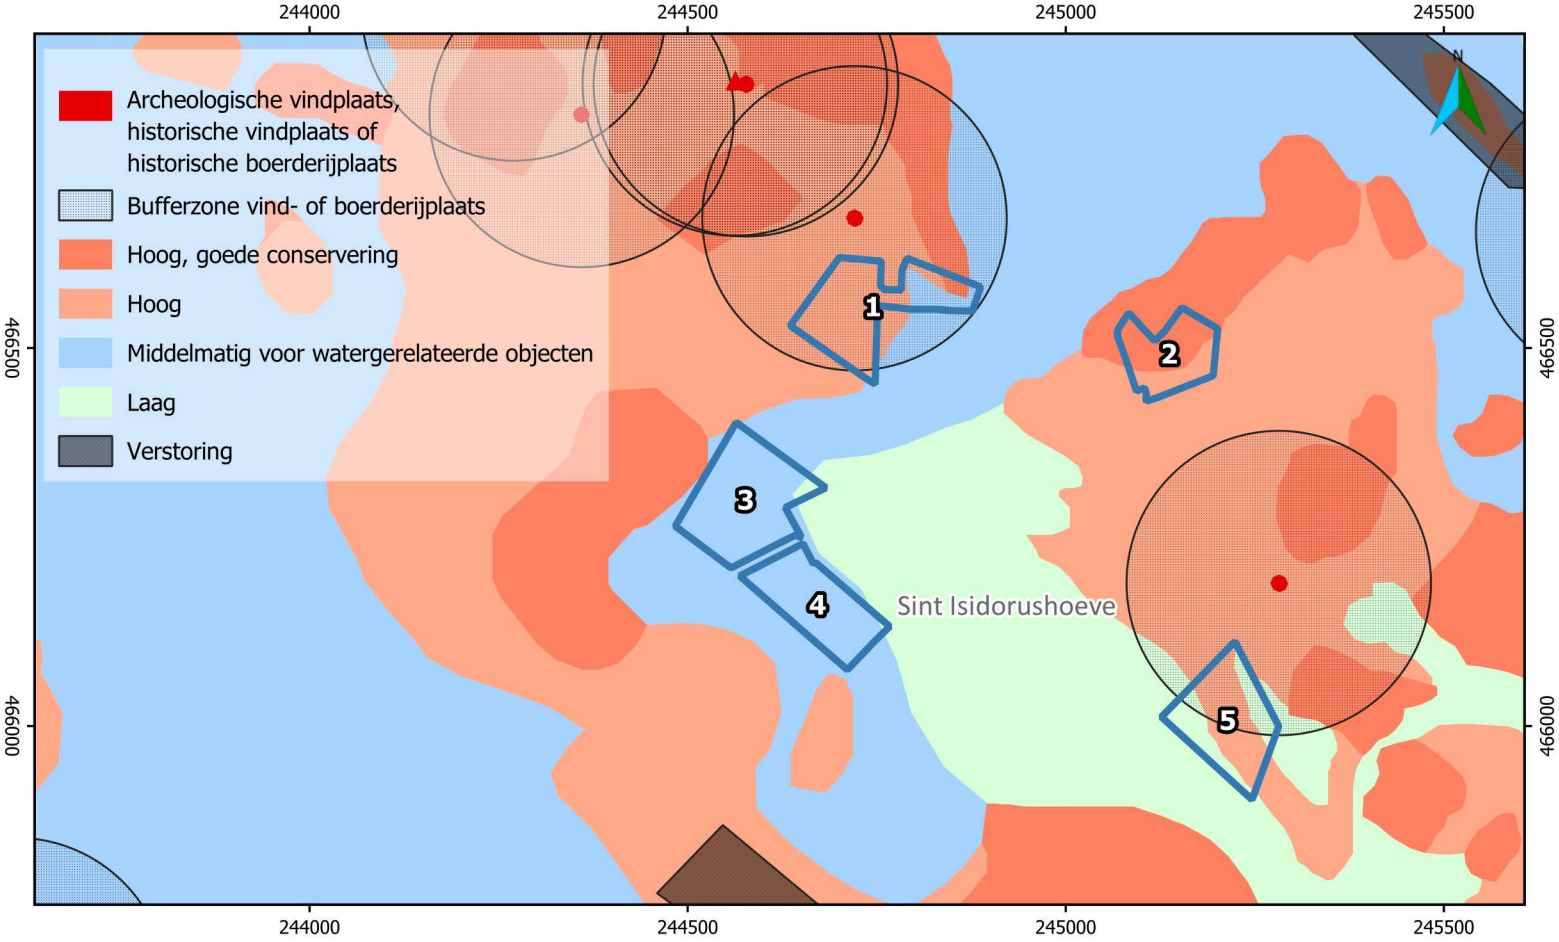 244000 244500 245000 245500
N
Archeologische vindplaats,
historische vindplaats of
historische boerderijplaats
Bufferzone vind- of boerderijplaats
Hoog, goede conservering
Hoog
Middelmatig voor watergerelateerde objecten
Laag
Verstoring
466500
466500
1
2
3
4
Sint Isidorushoeve
5
466000
466000
244000 244500 245000 245500